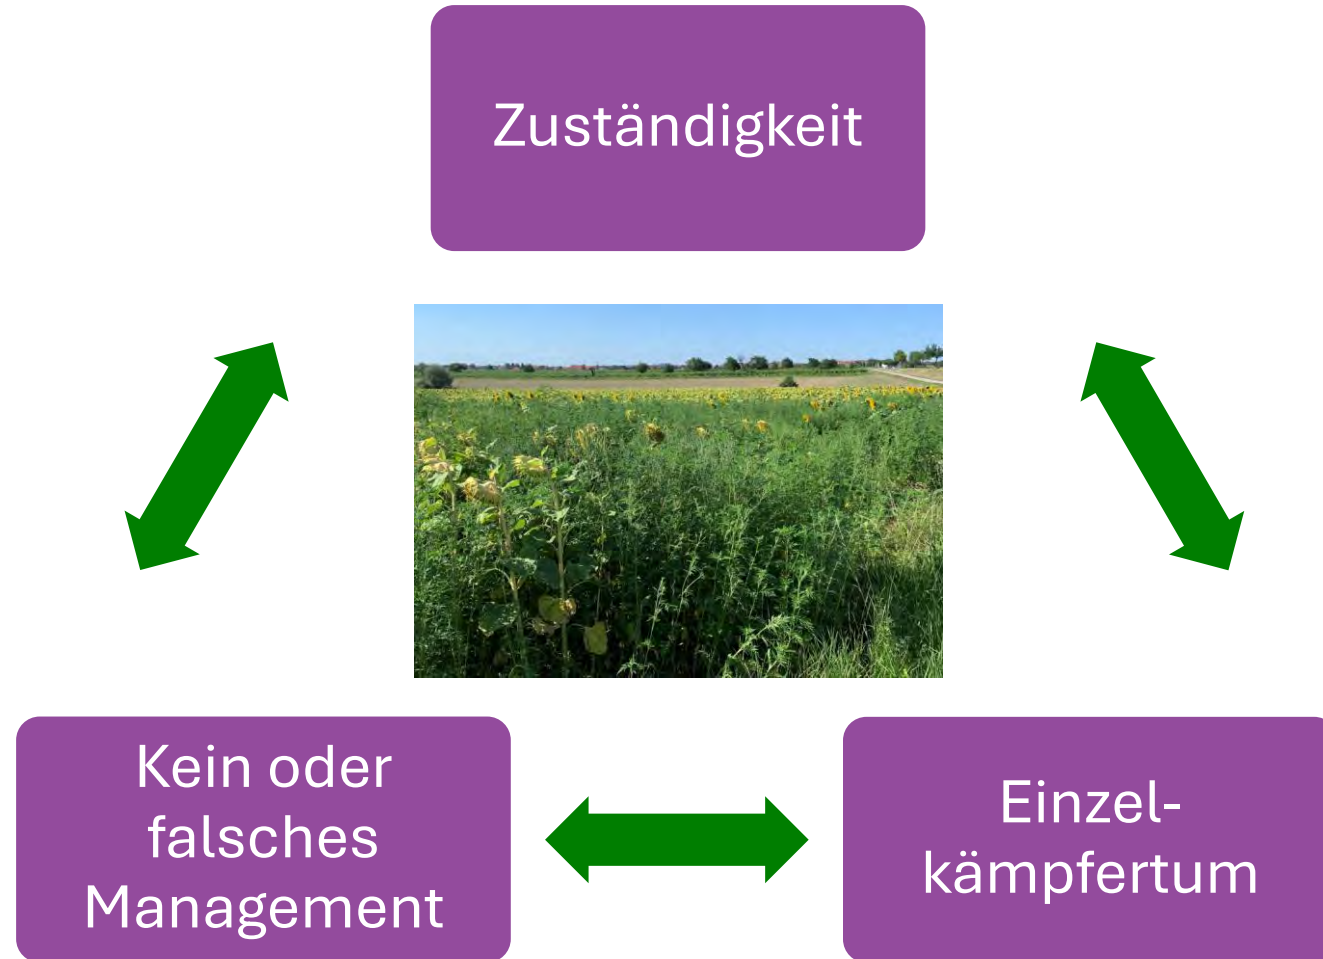 Zuständigkeit
Kein oder
falsches
Management
Einzel-
kämpfertum